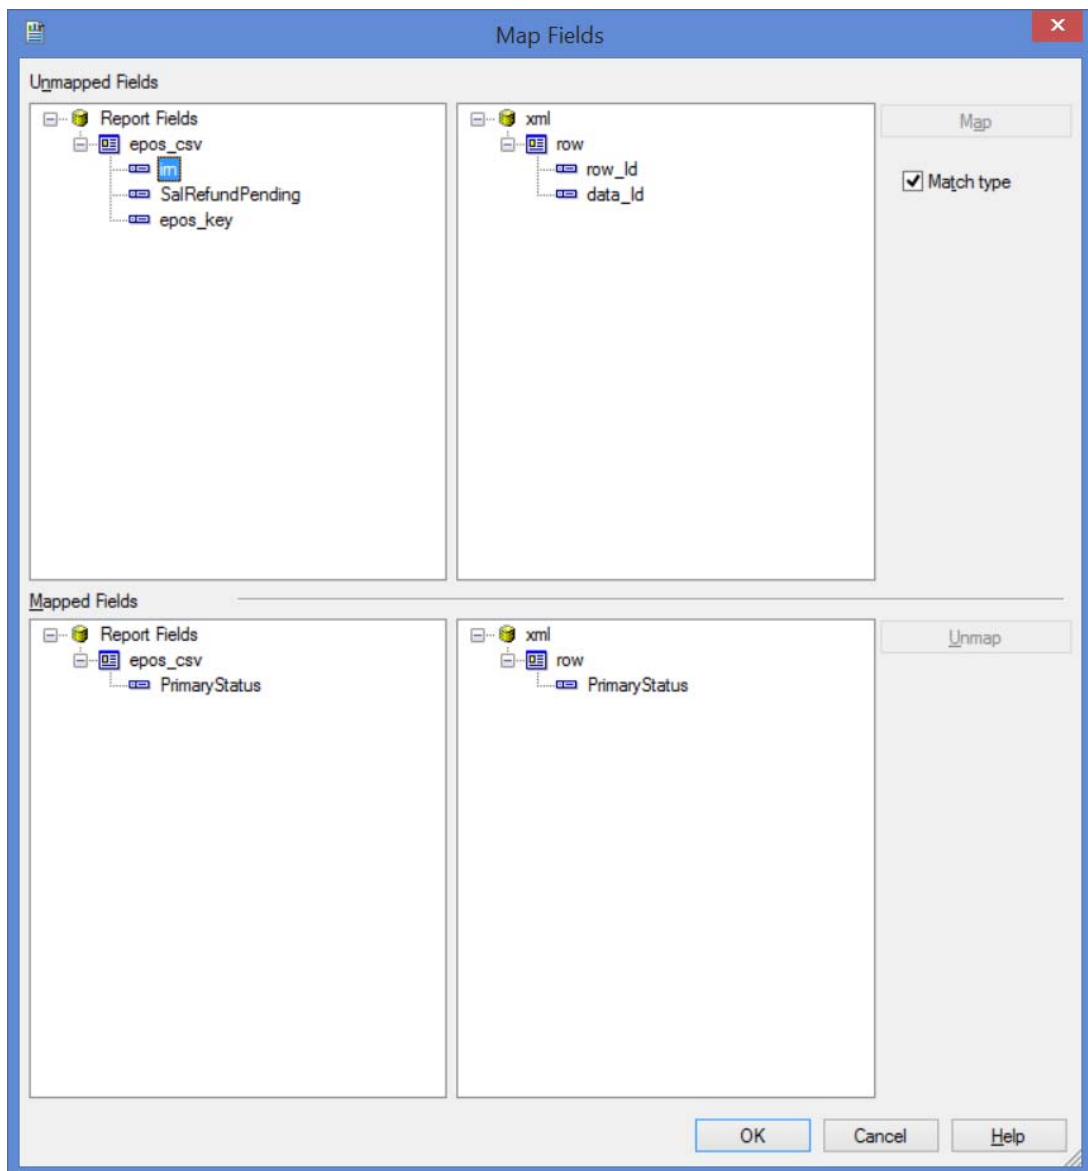 Map Fields
Unmapped Fields
Report Fields
epos_csv
irn
SalRefundPending
epos_key
xml
row
row_Id
data_Id
Map
Match type
Mapped Fields
Report Fields
epos_csv
PrimaryStatus
xml
row
PrimaryStatus
Unmap
OK
Cancel
Help